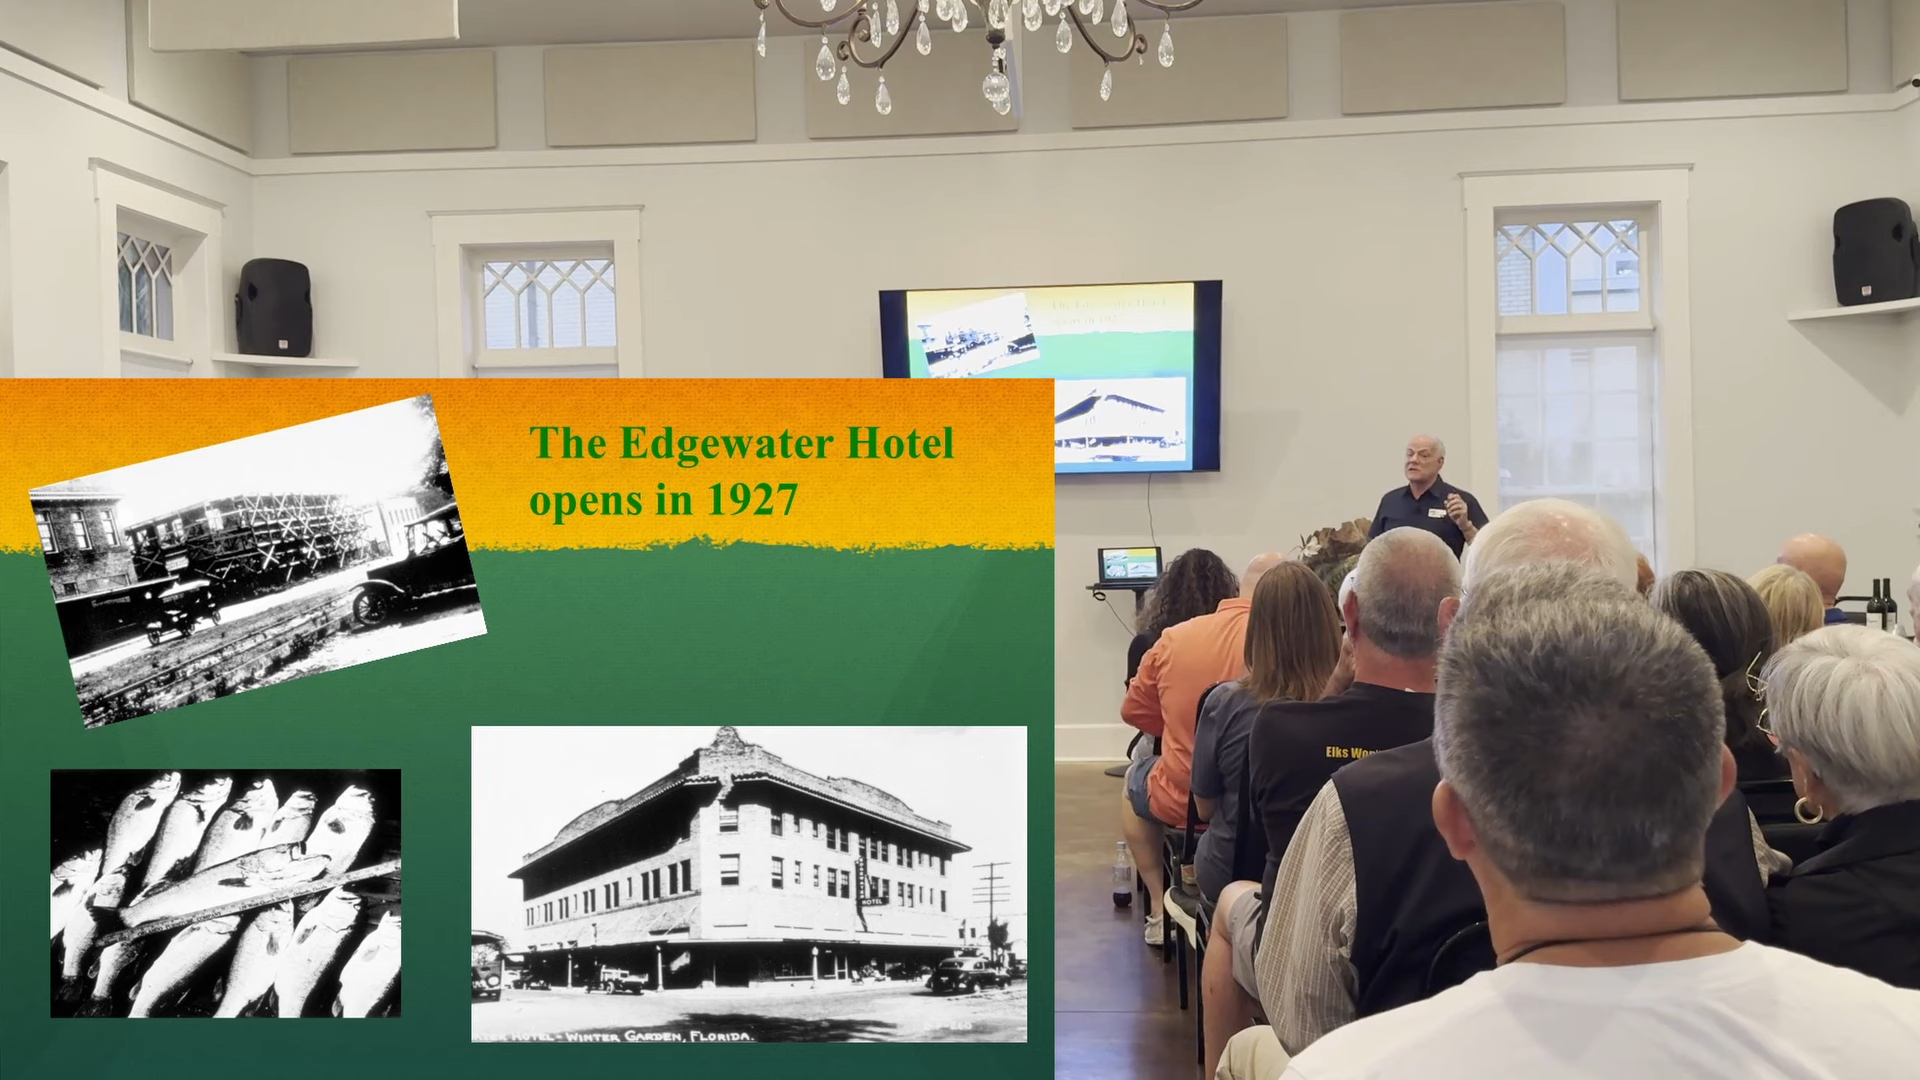 The Edgewater Hotel
opens in 1927
HOTEL
HOTEL - WINTER GARDEN, FLORIDA.
Elks